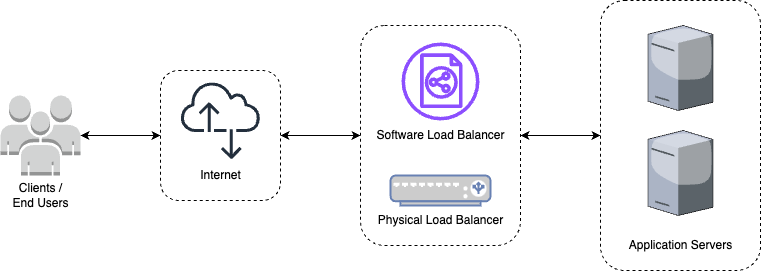 Clients /
End Users
Internet
Software Load Balancer
Physical Load Balancer
Application Servers